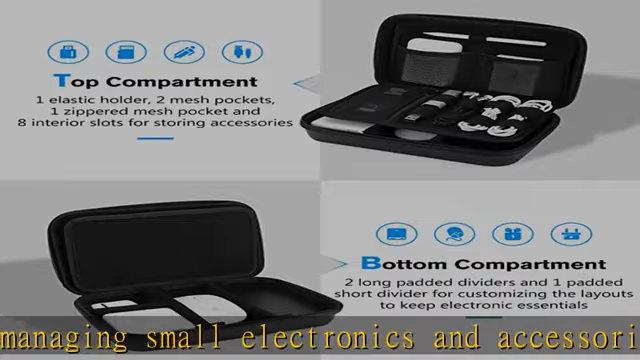 Top Compartment
1 elastic holder, 2 mesh pockets,
1 zippered mesh pocket and
8 interior slots for storing accessories
Bottom Compartment
2 long padded dividers and 1 padded
short divider for customizing the layouts
to keep electronic essentials
managing small electronics and accessori